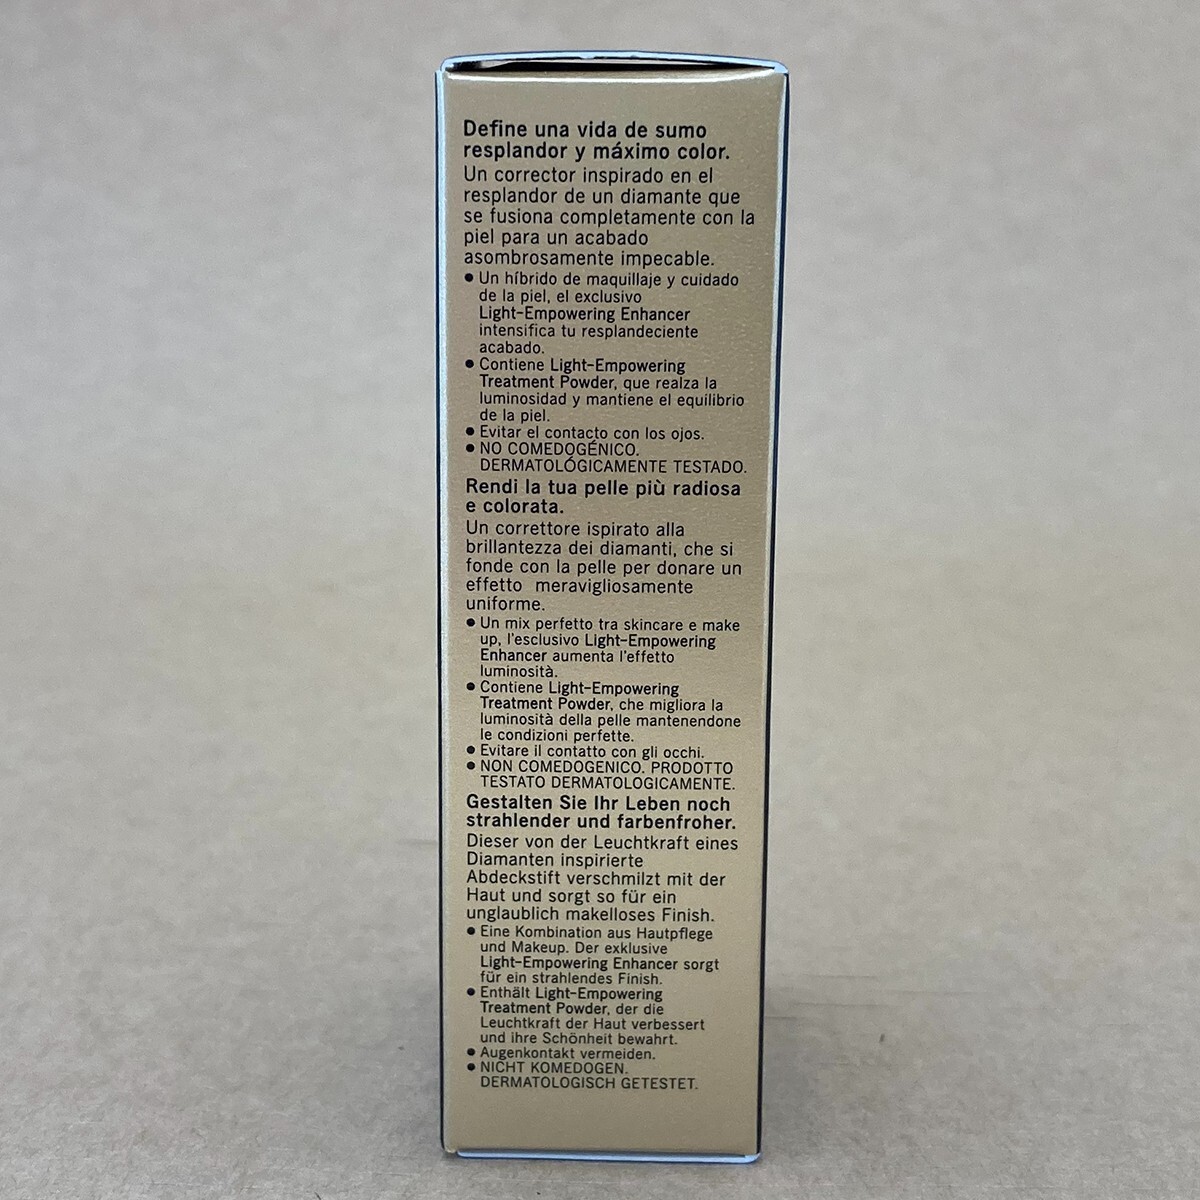 Define una vida de sumo
resplandor y máximo color.
Un corrector inspirado en el
resplandor de un diamante que
se fusiona completamente con la
piel para un acabado
asombrosamente impecable.
● Un híbrido de maquillaje y cuidado
de la piel, el exclusivo
Light-Empowering Enhancer
intensifica tu resplandeciente
acabado.
● Contiene Light-Empowering
Treatment Powder, que realza la
luminosidad y mantiene el equilibrio
de la piel.
● Evitar el contacto con los ojos.
● NO COMEDOGÉNICO.
DERMATOLÓGICAMENTE TESTADO.
Rendi la tua pelle più radiosa
e colorata.
Un correttore ispirato alla
brillantezza dei diamanti, che si
fonde con la pelle per donare un
effetto meravigliosamente
uniforme.
● Un mix perfetto tra skincare e make
up, l'esclusivo Light-Empowering
Enhancer aumenta l'effetto
luminosità.
● Contiene Light-Empowering
Treatment Powder, che migliora la
luminosità della pelle mantenendone
le condizioni perfette.
● Evitare il contatto con gli occhi.
● NON COMEDOGENICO. PRODOTTO
TESTATO DERMATOLOGICAMENTE.
Gestalten Sie Ihr Leben noch
strahlender und farbenfroher.
Dieser von der Leuchtkraft eines
Diamanten inspirierte
Abdeckstift verschmilzt mit der
Haut und sorgt so für ein
unglaublich makelloses Finish.
● Eine Kombination aus Hautpflege
und Makeup. Der exklusive
Light-Empowering Enhancer sorgt
für ein strahlendes Finish.
● Enthält Light-Empowering
Treatment Powder, der die
Leuchtkraft der Haut verbessert
und ihre Schönheit bewahrt.
● Augenkontakt vermeiden.
● NICHT KOMEDOGEN.
DERMATOLOGISCH GETESTET.